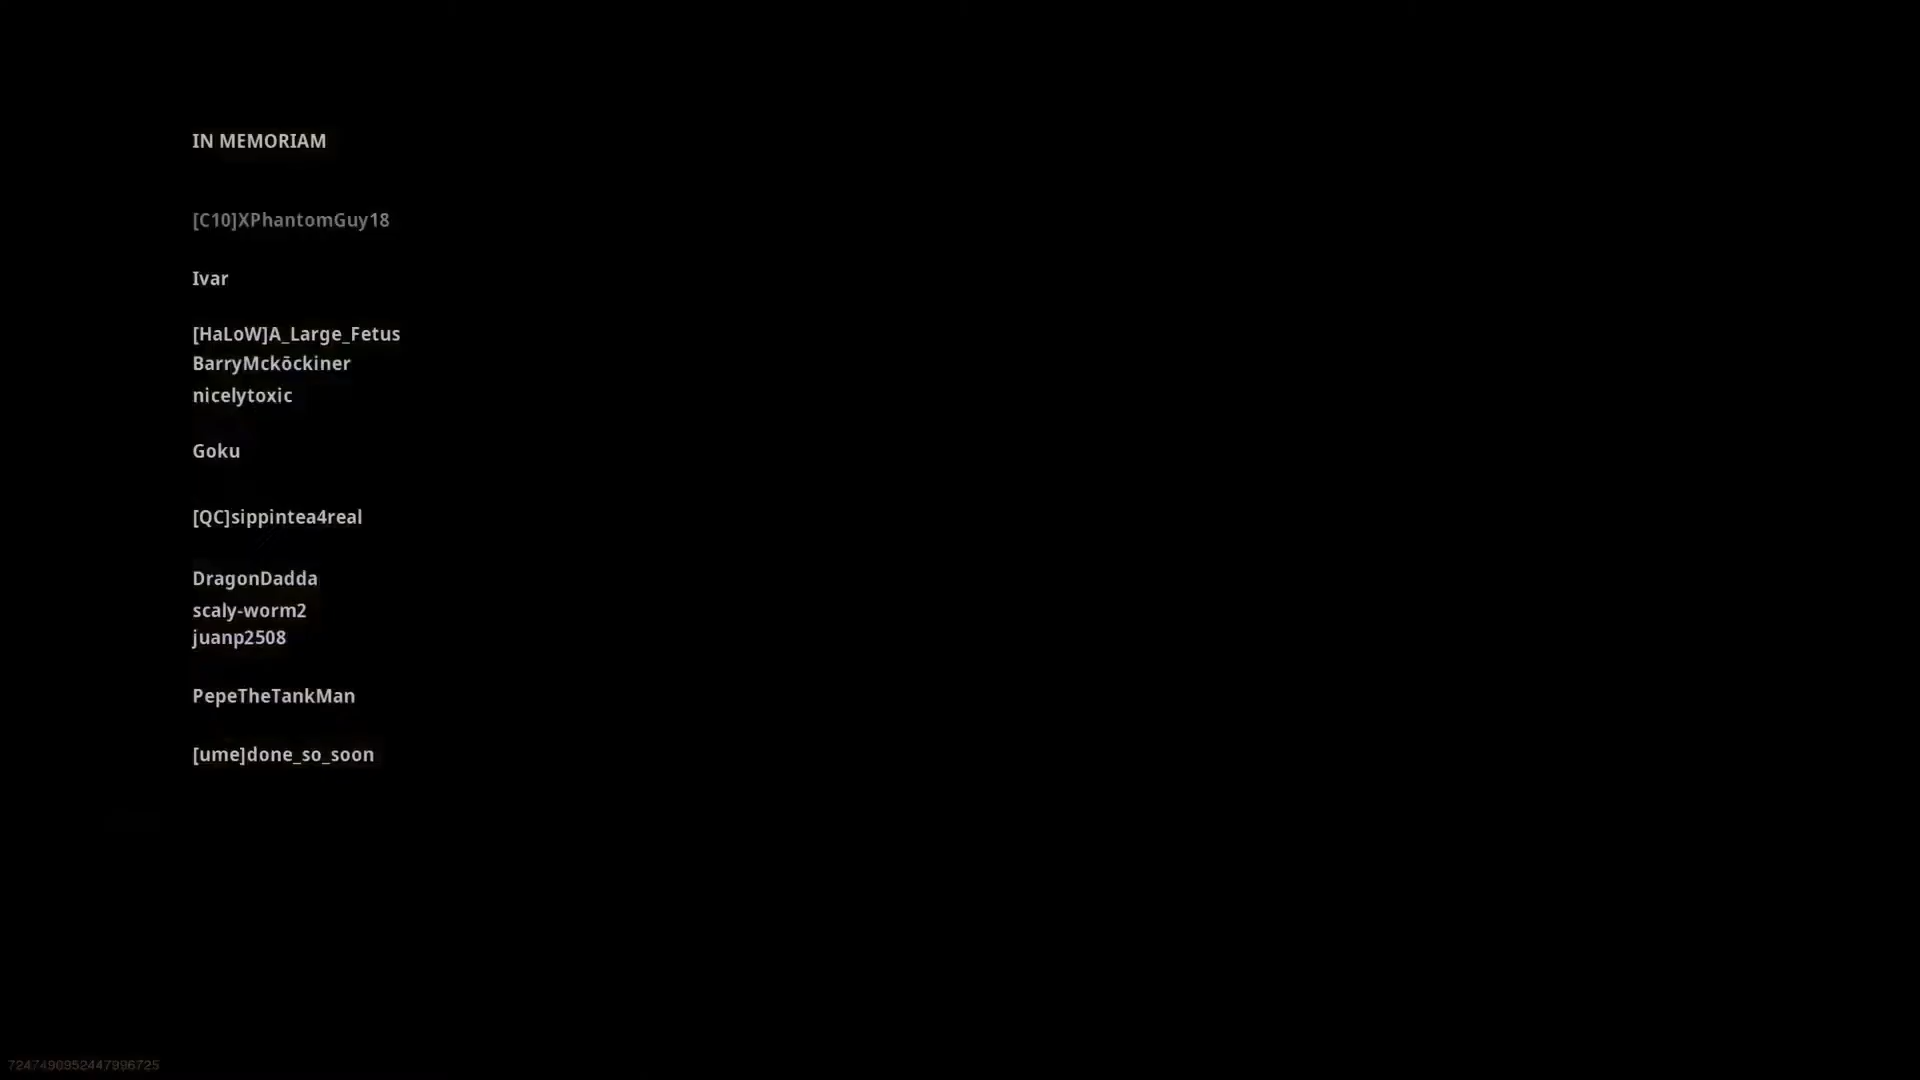 IN MEMORIAM
[C10]XPhantomGuy18
Ivar
[HaLoW]A_Large_Fetus
BarryMckōckiner
nicelytoxic
Goku
[QC]sippintea4real
DragonDadda
scaly-worm2
juanp2508
PepeTheTankMan
[ume]done_so_soon
7247490952447996725